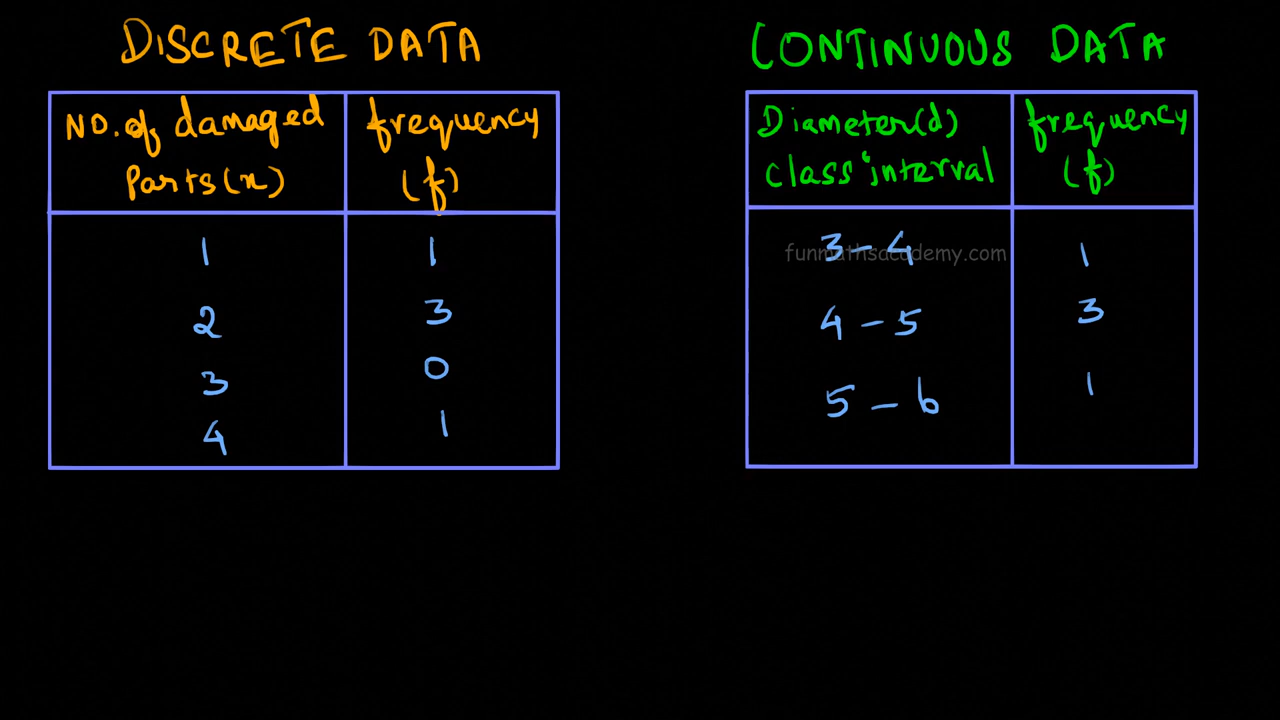 DISCRETE DATA
NO. of damaged parts (x) frequency (f)
1 1
2 3
3 0
4 1
CONTINUOUS DATA
Diameter (d) class interval frequency (f)
funmathsacademy.com
3 - 4 1
4 - 5 3
5 - 6 1